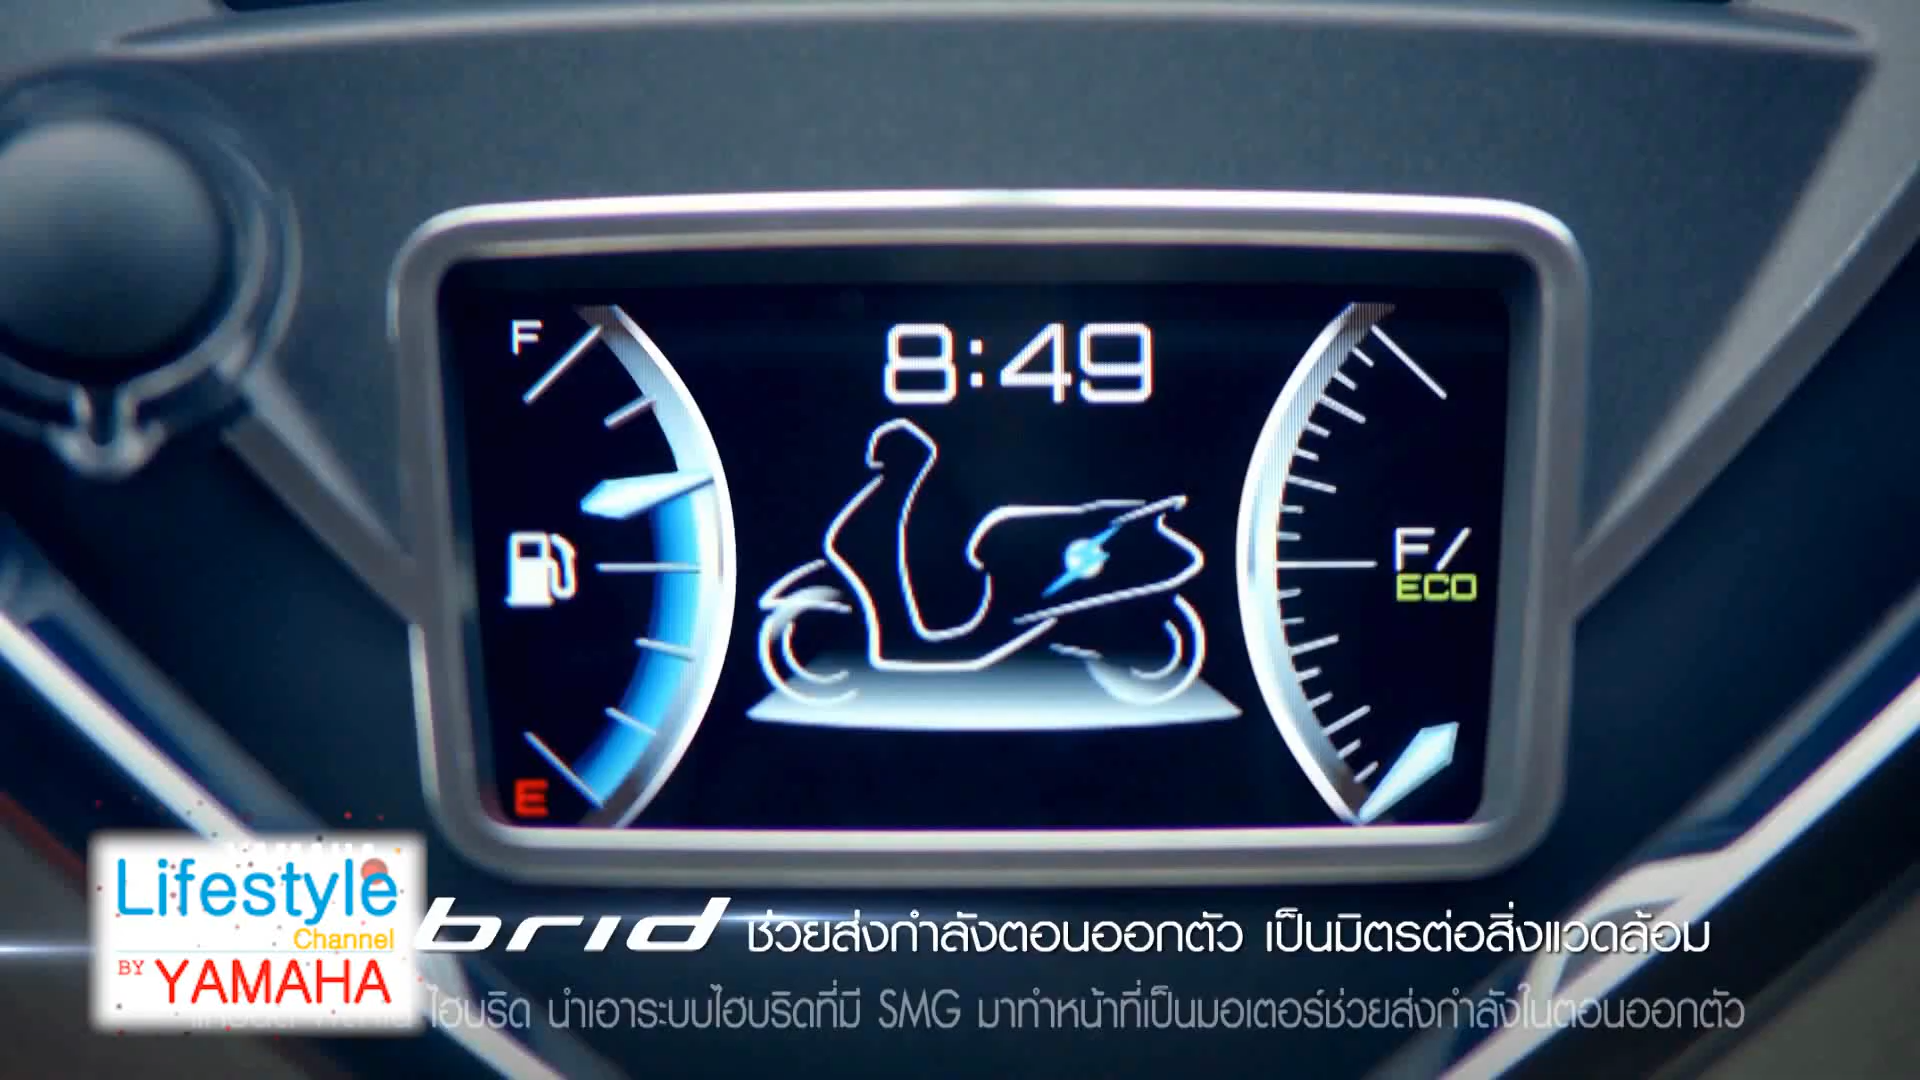 F
8:49
F/
ECO
E
Lifestyle
Channel
BY YAMAHA
brid ช่วยส่งกำลังตอนออกตัว เป็นมิตรต่อสิ่งแวดล้อม
ไฮบริด นำเอาระบบไฮบริดที่มี SMG มาทำหน้าที่เป็นมอเตอร์ช่วยส่งกำลังในตอนออกตัว